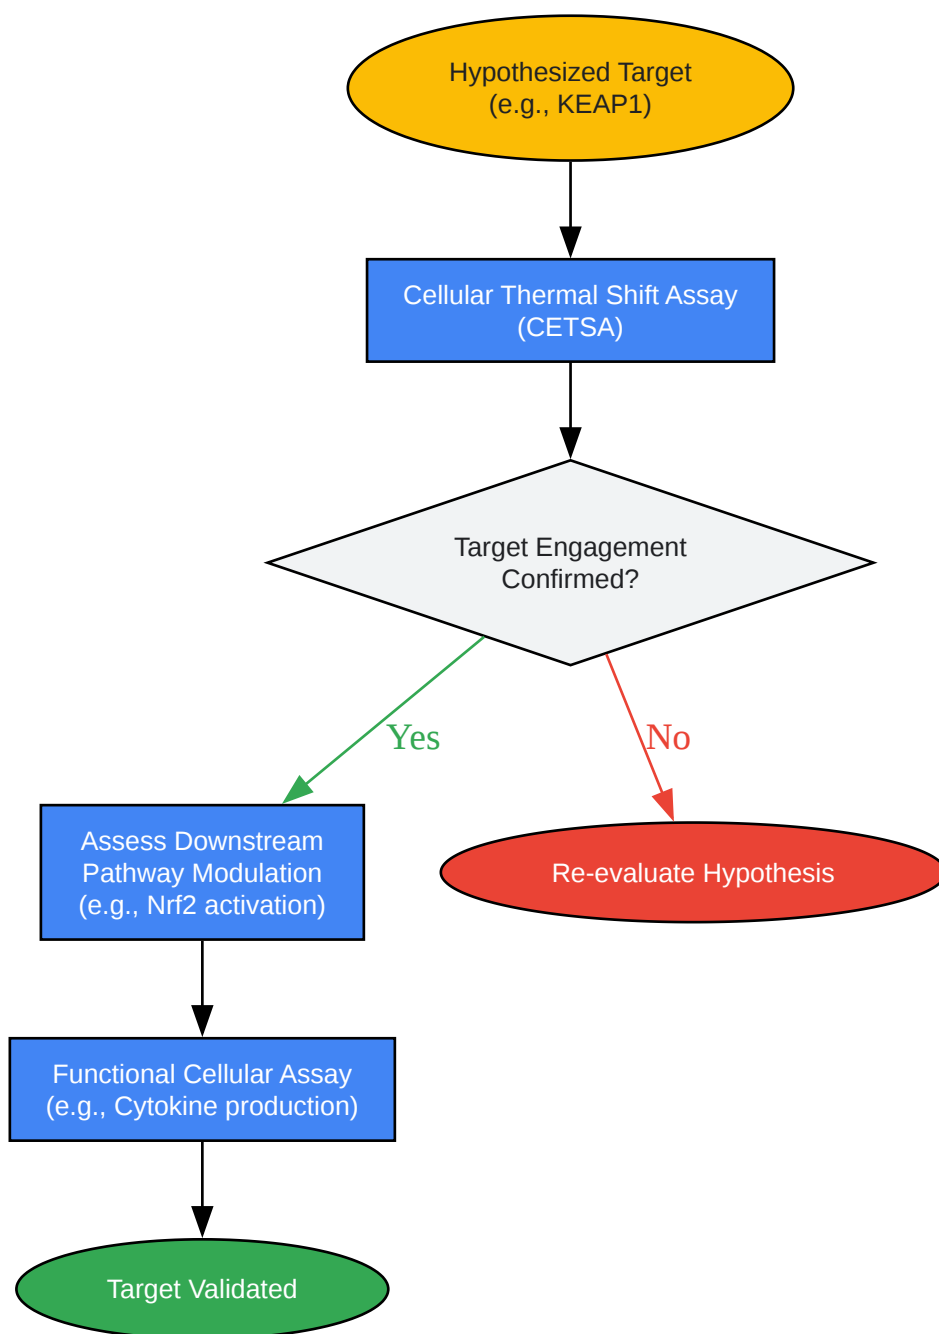 Hypothesized Target
(e.g., KEAP1)
Cellular Thermal Shift Assay
(CETSA)
Target Engagement
Confirmed?
Yes
No
Assess Downstream
Pathway Modulation
(e.g., Nrf2 activation)
Re-evaluate Hypothesis
Functional Cellular Assay
(e.g., Cytokine production)
Target Validated